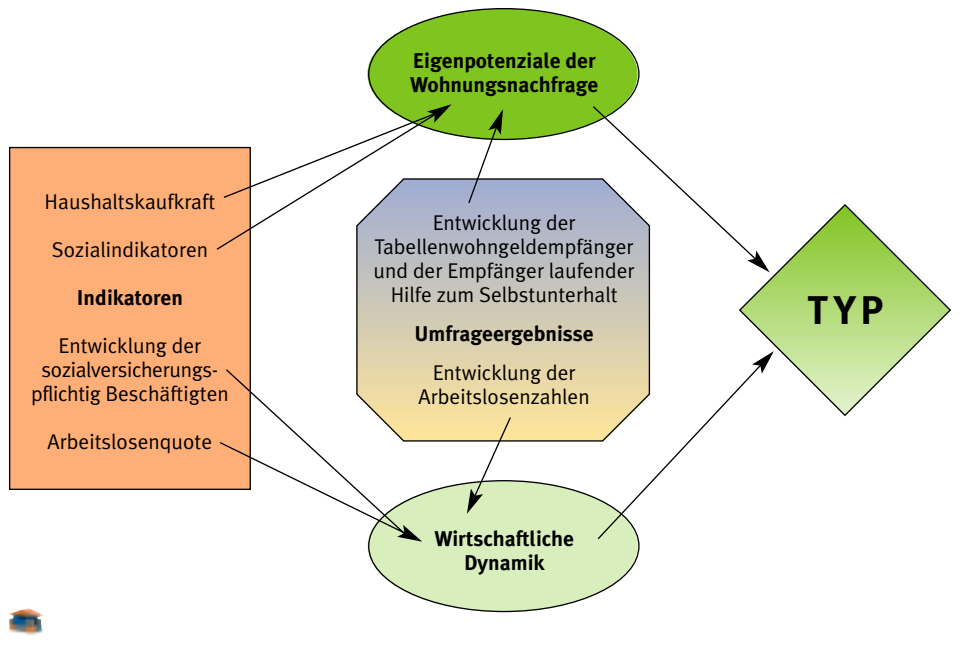 Eigenpotenziale der
Wohnungsnachfrage
Haushaltskaufkraft
Sozialindikatoren
Indikatoren
Entwicklung der
sozialversicherungs-
pflichtig Beschäftigten
Arbeitslosenquote
Entwicklung der
Tabellenwohngeldempfänger
und der Empfänger laufender
Hilfe zum Selbstunterhalt
Umfrageergebnisse
Entwicklung der
Arbeitslosenzahlen
TYP
Wirtschaftliche
Dynamik